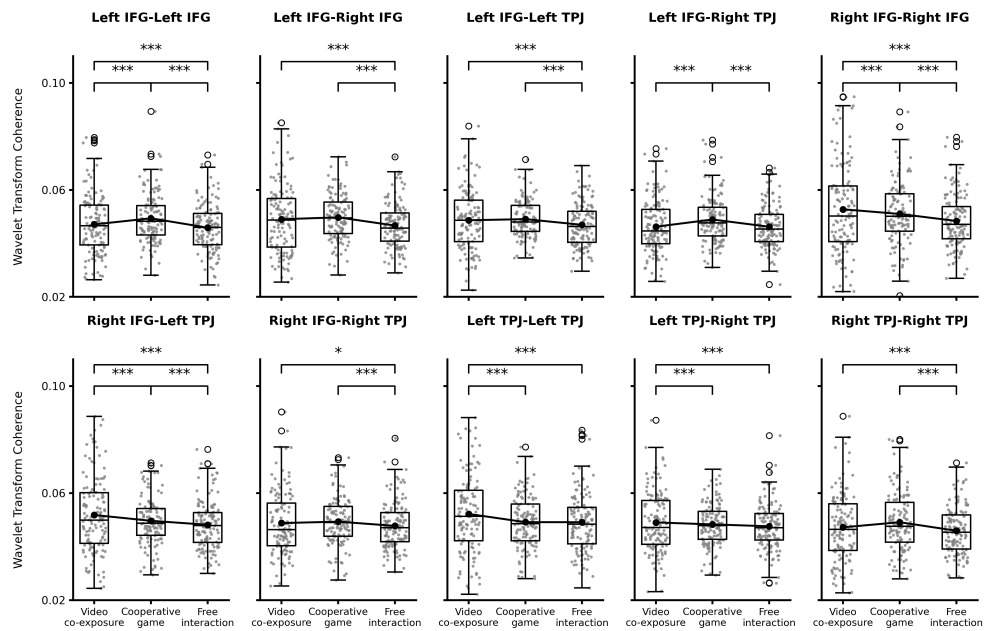 Left IFG-Left IFG
Left IFG-Right IFG
Left IFG-Left TPJ
Left IFG-Right TPJ
Right IFG-Right IFG
***
***
***
***
*** ***
***
***
*** ***
*** ***
Wavelet Transform Coherence
0.10
0.06
0.02
Right IFG-Left TPJ
Right IFG-Right TPJ
Left TPJ-Left TPJ
Left TPJ-Right TPJ
Right TPJ-Right TPJ
***
*
***
***
***
*** ***
***
***
***
***
Wavelet Transform Coherence
0.10
0.06
0.02
Video co-exposure
Cooperative game
Free interaction
Video co-exposure
Cooperative game
Free interaction
Video co-exposure
Cooperative game
Free interaction
Video co-exposure
Cooperative game
Free interaction
Video co-exposure
Cooperative game
Free interaction